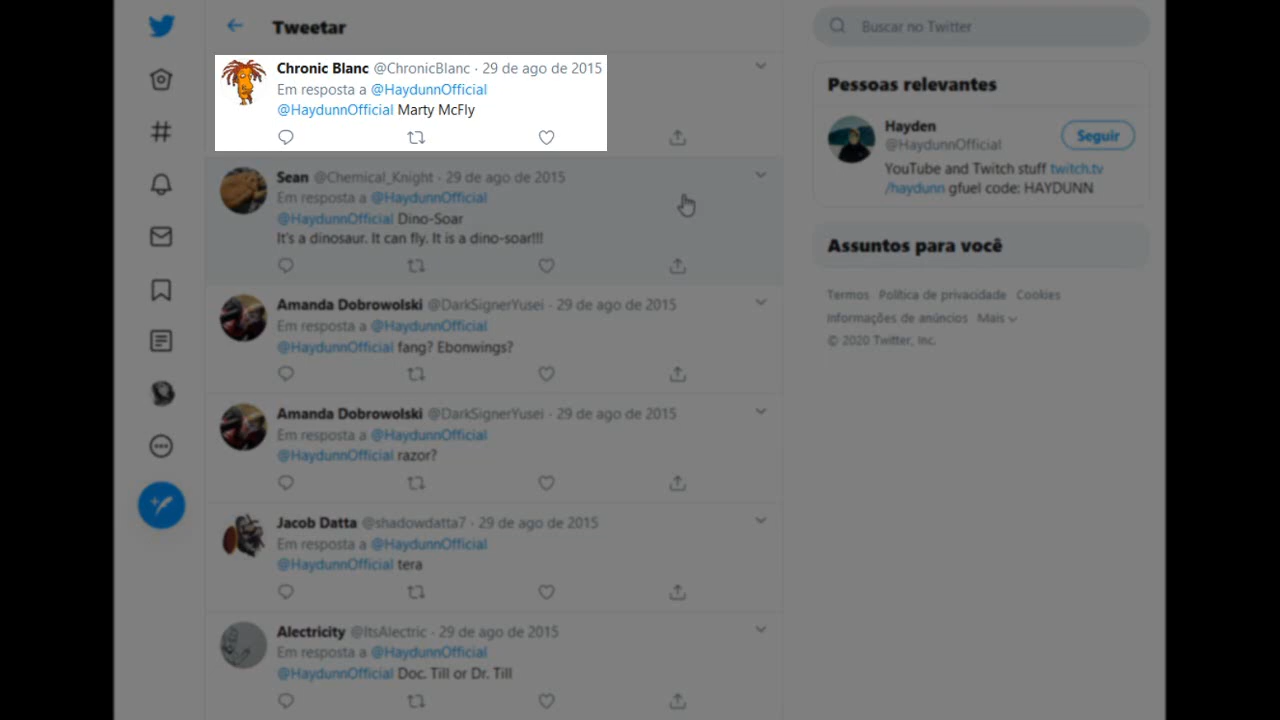 Tweetar
Chronic Blanc @ChronicBlanc · 29 de ago de 2015
Em resposta a @HaydunnOfficial
@HaydunnOfficial Marty McFly
Sean @Chemical_Knight · 29 de ago de 2015
Em resposta a @HaydunnOfficial
@HaydunnOfficial Dino-Soar
It's a dinosaur. It can fly. It is a dino-soar!!!
Amanda Dobrowolski @DarkSignerYusei · 29 de ago de 2015
Em resposta a @HaydunnOfficial
@HaydunnOfficial fang? Ebonwings?
Amanda Dobrowolski @DarkSignerYusei · 29 de ago de 2015
Em resposta a @HaydunnOfficial
@HaydunnOfficial razor?
Jacob Datta @shadowdatta7 · 29 de ago de 2015
Em resposta a @HaydunnOfficial
@HaydunnOfficial tera
Alectricity @ItsAlectric · 29 de ago de 2015
Em resposta a @HaydunnOfficial
@HaydunnOfficial Doc. Till or Dr. Till
Buscar no Twitter
Pessoas relevantes
Hayden
@HaydunnOfficial
Seguir
YouTube and Twitch stuff twitch.tv
/haydunn gfuel code: HAYDUNN
Assuntos para você
Termos Política de privacidade Cookies
Informações de anúncios Mais
© 2020 Twitter, Inc.